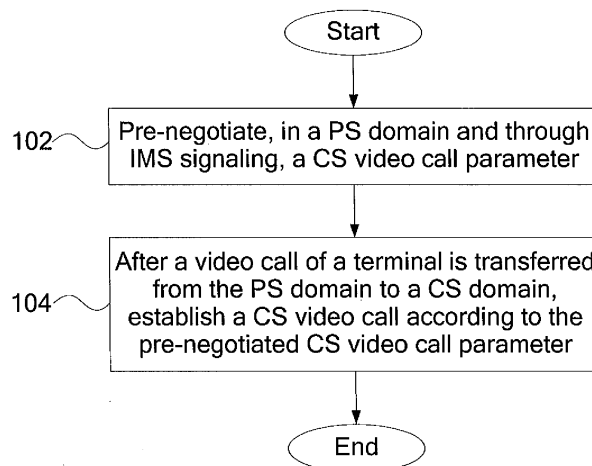 Start
102
Pre-negotiate, in a PS domain and through
IMS signaling, a CS video call parameter
104
After a video call of a terminal is transferred
from the PS domain to a CS domain,
establish a CS video call according to the
pre-negotiated CS video call parameter
End